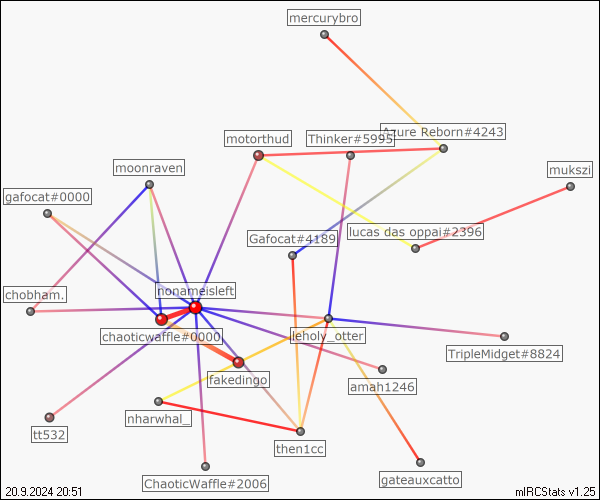 mercurybro
Azure Reborn#4243
motorthud
Thinker#5995
moonraven
mukszi
gafocat#0000
lucas das oppai#2396
Gafocat#4189
nonameisleft
chobham.
chaoticwaffle#0000
leholy_otter
TripleMidget#8824
fakedingo
amah1246
nharwhal_
tt532
then1cc
ChaoticWaffle#2006
gateauxcatto
20.9.2024 20:51
mIRCStats v1.25